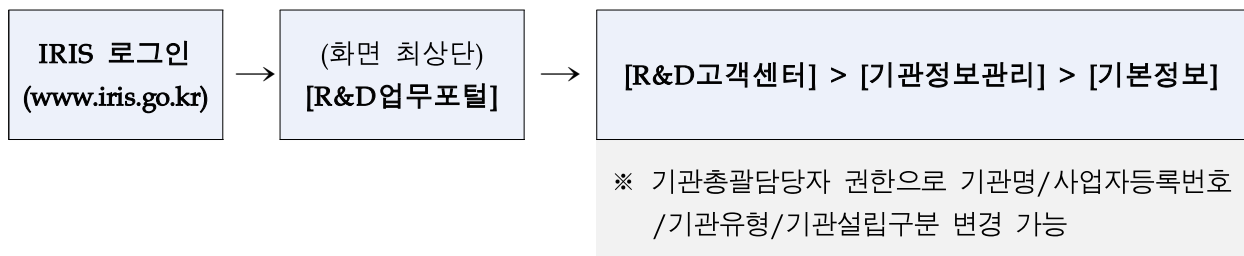 IRIS 로그인
(www.iris.go.kr)
→
(화면 최상단)
[R&D업무포털]
→
[R&D고객센터] > [기관정보관리] > [기본정보]
※ 기관총괄담당자 권한으로 기관명/사업자등록번호
/기관유형/기관설립구분 변경 가능